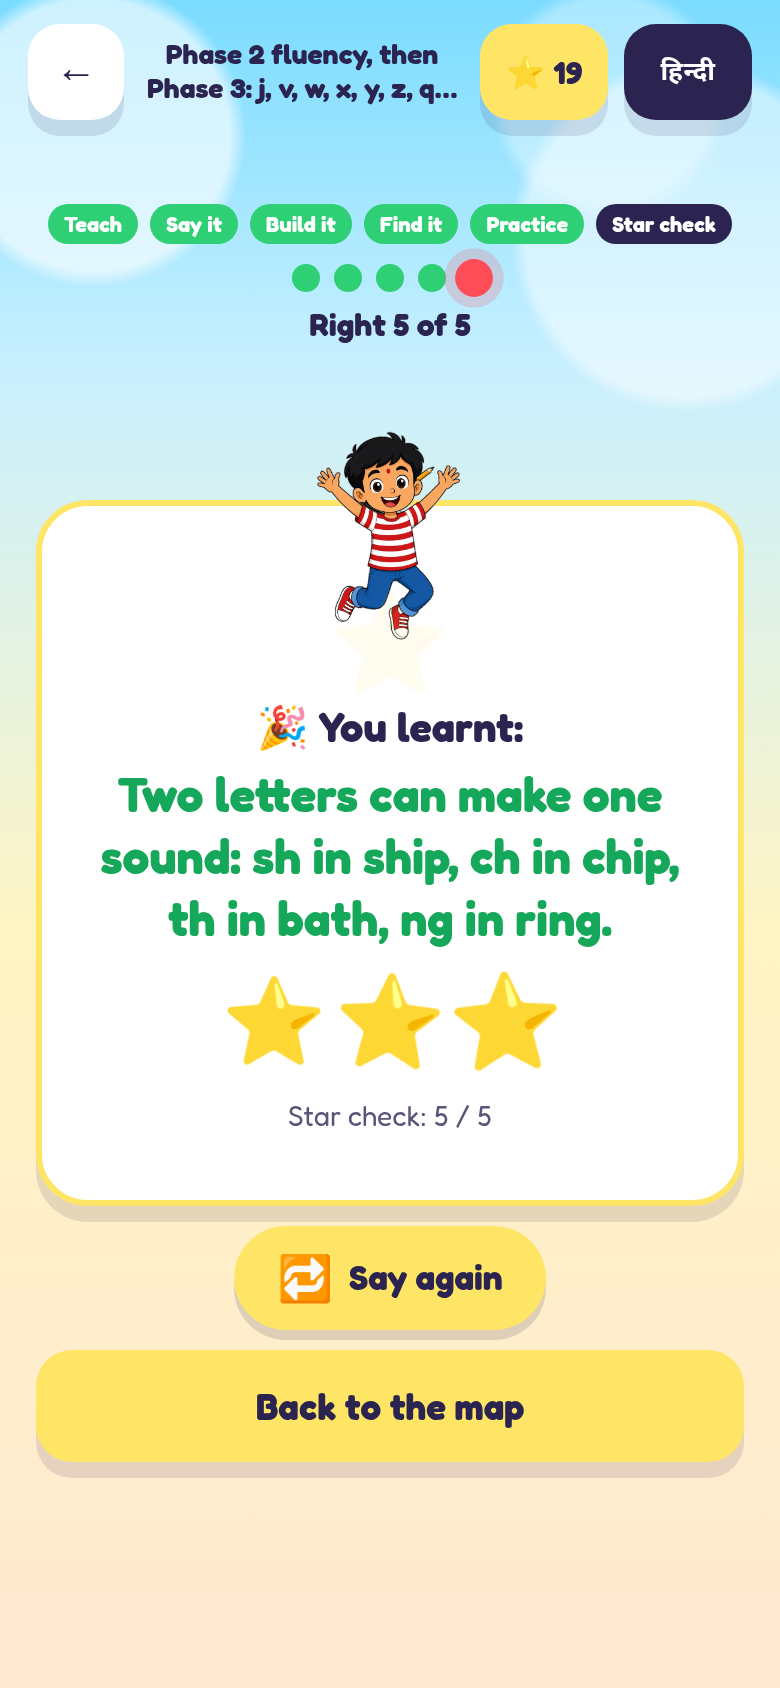 ←
Phase 2 fluency, then
Phase 3: j, v, w, x, y, z, q...
19
हिन्दी
Teach
Say it
Build it
Find it
Practice
Star check
Right 5 of 5
You learnt:
Two letters can make one
sound: sh in ship, ch in chip,
th in bath, ng in ring.
Star check: 5 / 5
Say again
Back to the map